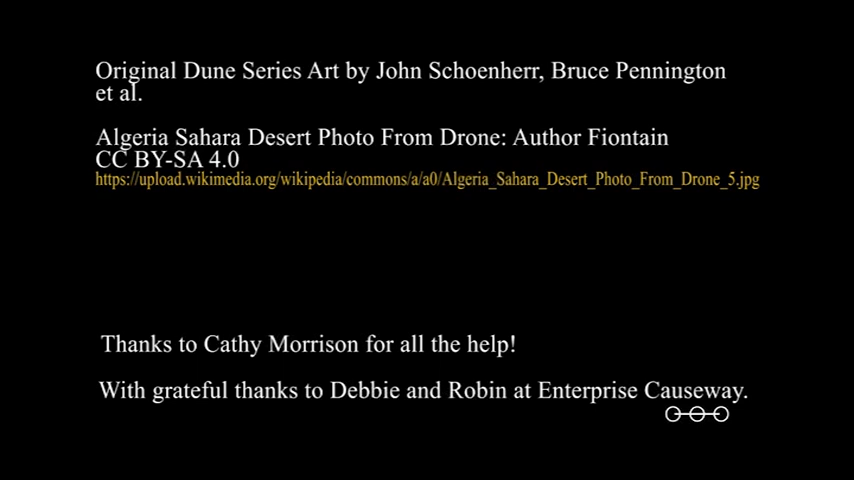 Original Dune Series Art by John Schoenherr, Bruce Pennington
et al.
Algeria Sahara Desert Photo From Drone: Author Fiontain
CC BY-SA 4.0
https://upload.wikimedia.org/wikipedia/commons/a/a0/Algeria_Sahara_Desert_Photo_From_Drone_5.jpg
Thanks to Cathy Morrison for all the help!
With grateful thanks to Debbie and Robin at Enterprise Causeway.